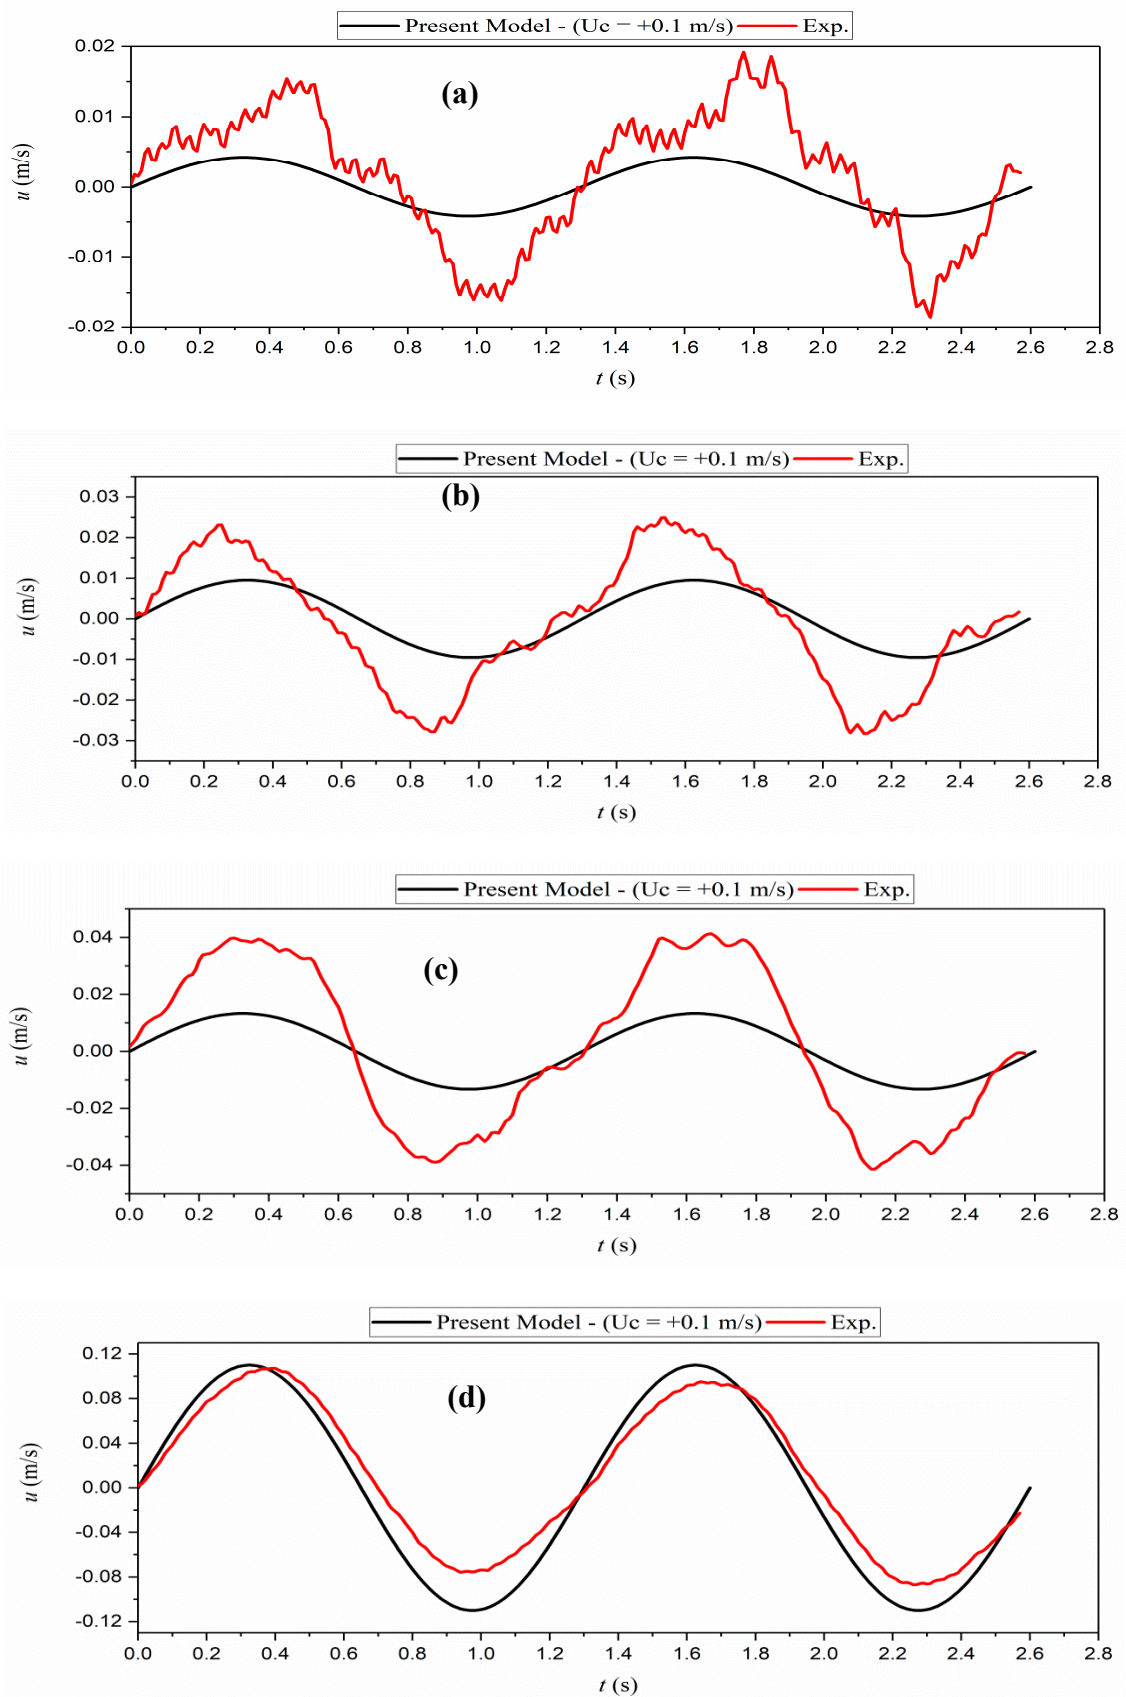 Present Model - (Uc = +0.1 m/s) Exp.
(a)
0.02
0.01
0.00
-0.01
-0.02
u (m/s)
0.0 0.2 0.4 0.6 0.8 1.0 1.2 1.4 1.6 1.8 2.0 2.2 2.4 2.6 2.8
t (s)
Present Model - (Uc = +0.1 m/s) Exp.
(b)
0.03
0.02
0.01
0.00
-0.01
-0.02
-0.03
u (m/s)
0.0 0.2 0.4 0.6 0.8 1.0 1.2 1.4 1.6 1.8 2.0 2.2 2.4 2.6 2.8
t (s)
Present Model - (Uc = +0.1 m/s) Exp.
(c)
0.04
0.02
0.00
-0.02
-0.04
u (m/s)
0.0 0.2 0.4 0.6 0.8 1.0 1.2 1.4 1.6 1.8 2.0 2.2 2.4 2.6 2.8
t (s)
Present Model - (Uc = +0.1 m/s) Exp.
(d)
0.12
0.08
0.04
0.00
-0.04
-0.08
-0.12
u (m/s)
0.0 0.2 0.4 0.6 0.8 1.0 1.2 1.4 1.6 1.8 2.0 2.2 2.4 2.6 2.8
t (s)